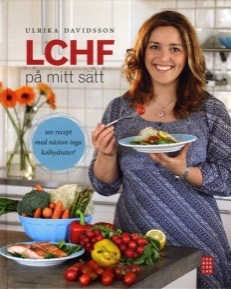 ULRIKA DAVIDSSON
LCHF
på mitt sätt
100 recept
med nästan inga
kolhydrater!